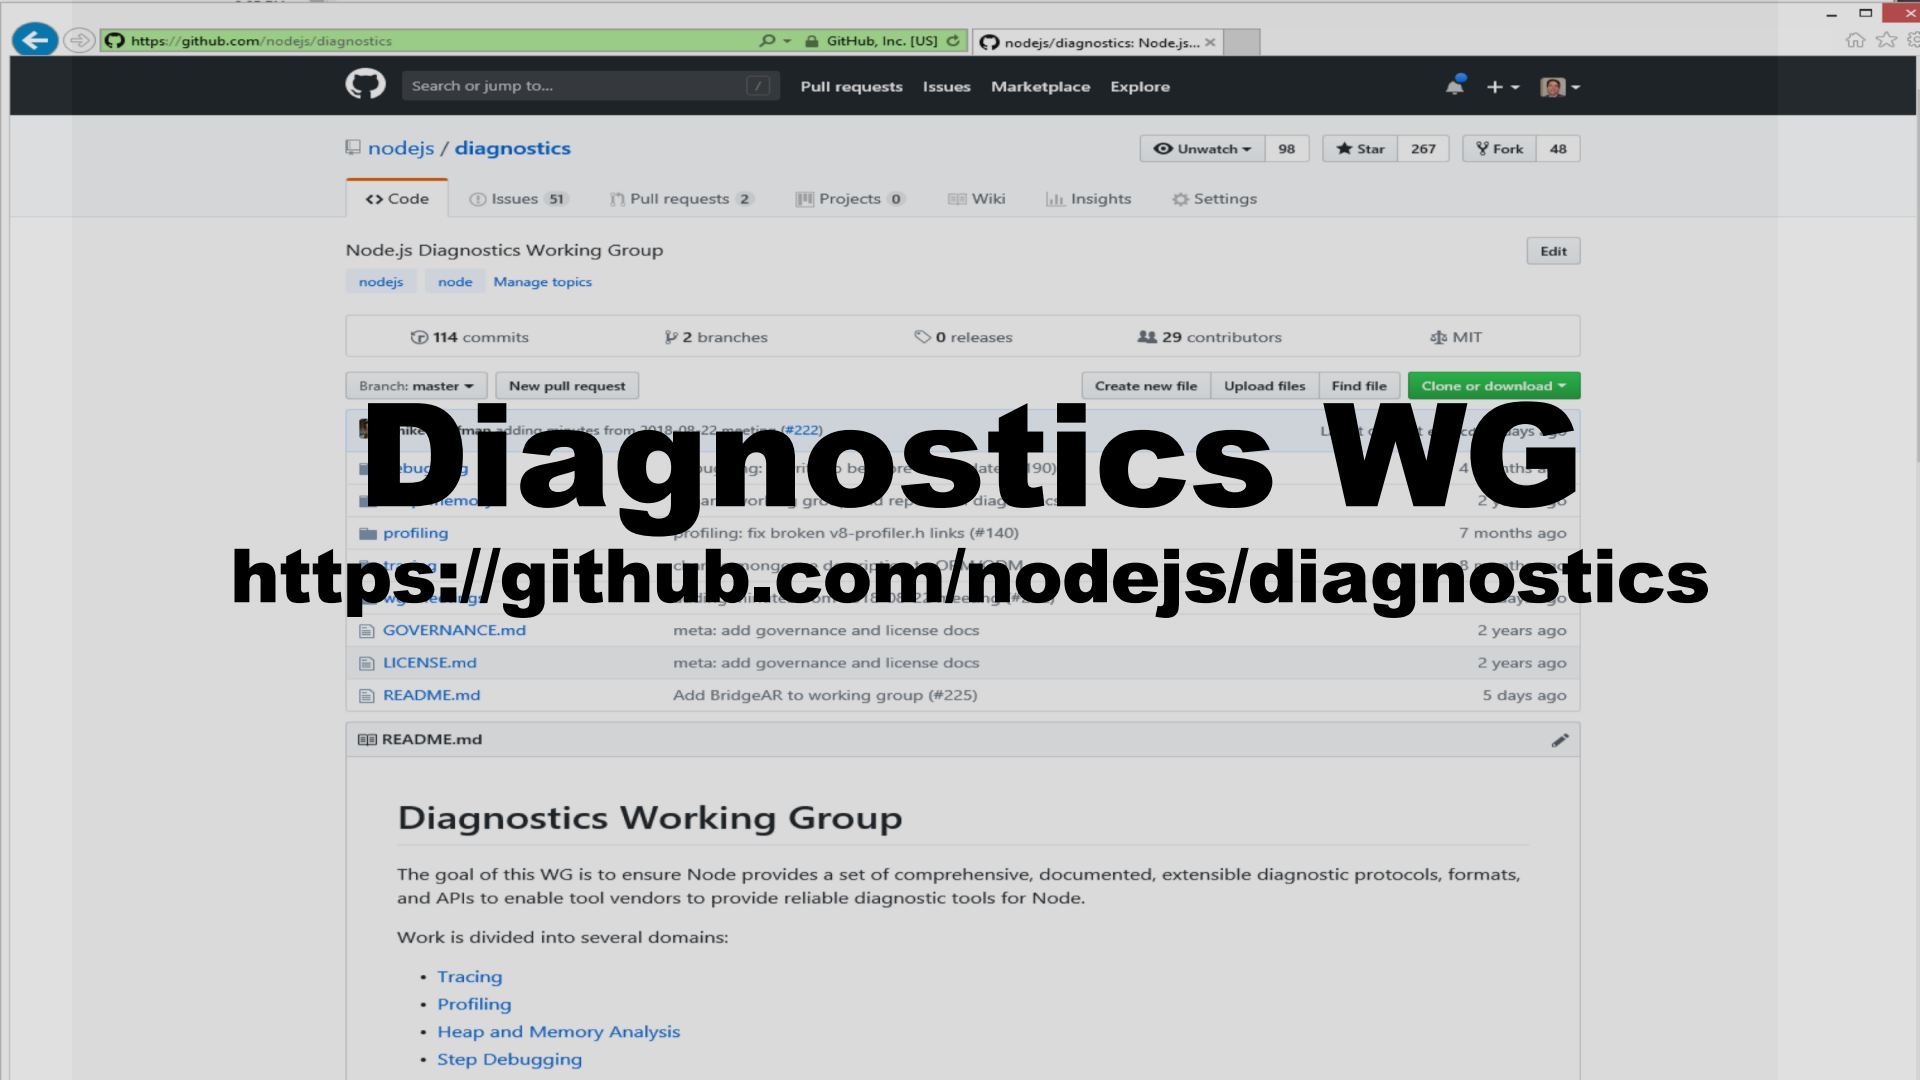 https://github.com/nodejs/diagnostics GitHub, Inc. [US] nodejs/diagnostics: Node.js...
Search or jump to... / Pull requests Issues Marketplace Explore
nodejs / diagnostics Unwatch 98 Star 267 Fork 48
Code Issues 51 Pull requests 2 Projects 0 Wiki Insights Settings
Node.js Diagnostics Working Group Edit
nodejs node Manage topics
114 commits 2 branches 0 releases 29 contributors MIT
Branch: master New pull request Create new file Upload files Find file Clone or download
adding minutes from 2018-08-22 meeting (#222)
Diagnostics WG
profiling profiling: fix broken v8-profiler.h links (#140) 7 months ago
https://github.com/nodejs/diagnostics
GOVERNANCE.md meta: add governance and license docs 2 years ago
LICENSE.md meta: add governance and license docs 2 years ago
README.md Add BridgeAR to working group (#225) 5 days ago
README.md
Diagnostics Working Group
The goal of this WG is to ensure Node provides a set of comprehensive, documented, extensible diagnostic protocols, formats,
and APIs to enable tool vendors to provide reliable diagnostic tools for Node.
Work is divided into several domains:
• Tracing
• Profiling
• Heap and Memory Analysis
• Step Debugging